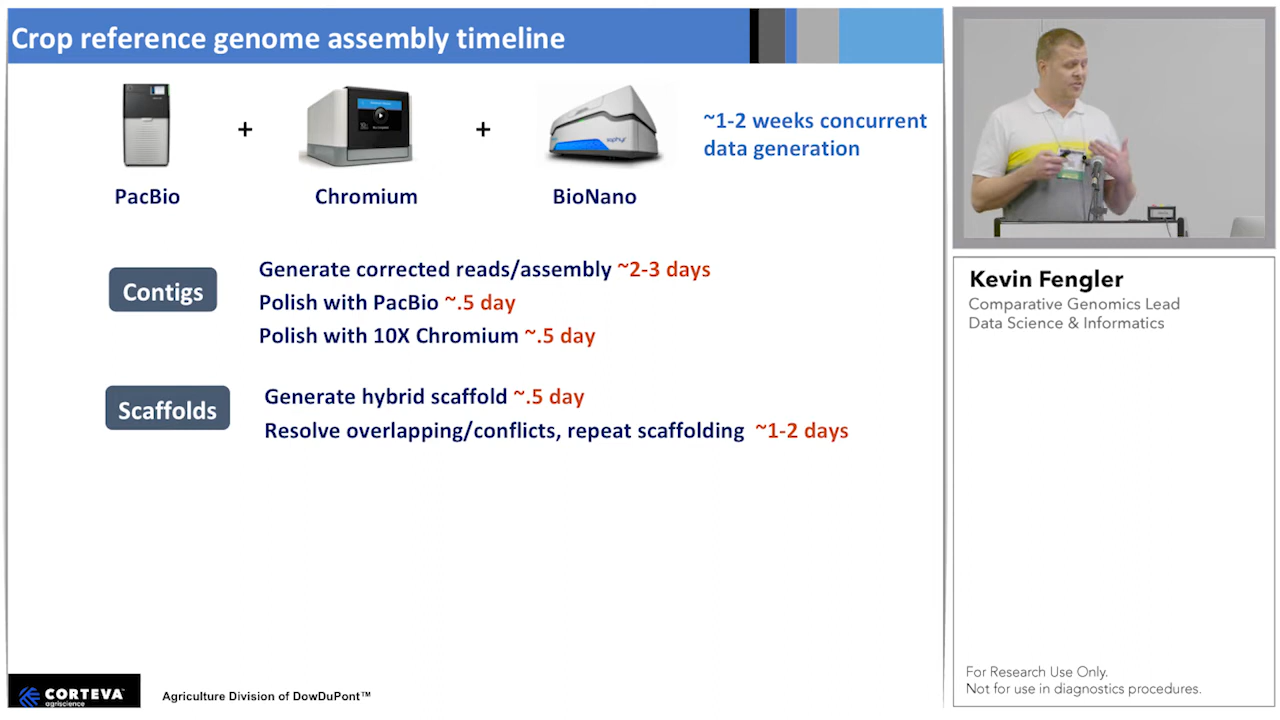 Crop reference genome assembly timeline
+
+
~1-2 weeks concurrent
data generation
PacBio
Chromium
BioNano
Contigs
Generate corrected reads/assembly ~2-3 days
Polish with PacBio ~.5 day
Polish with 10X Chromium ~.5 day
Scaffolds
Generate hybrid scaffold ~.5 day
Resolve overlapping/conflicts, repeat scaffolding ~1-2 days
CORTEVA™
agriscience
Agriculture Division of DowDuPont™
Kevin Fengler
Comparative Genomics Lead
Data Science & Informatics
For Research Use Only.
Not for use in diagnostics procedures.